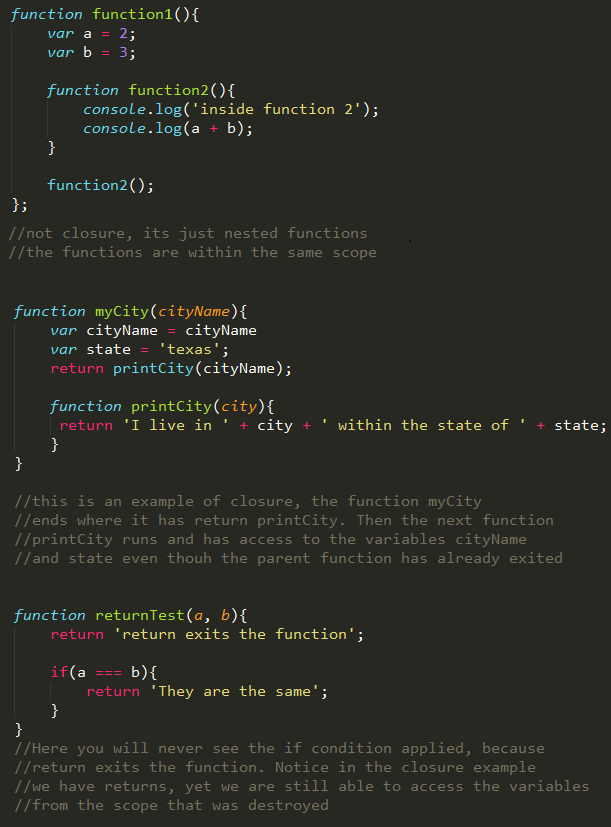 function function1(){
var a = 2;
var b = 3;
function function2(){
console.log('inside function 2');
console.log(a + b);
}
function2();
};
//not closure, its just nested functions
//the functions are within the same scope
function myCity(cityName){
var cityName = cityName
var state = 'texas';
return printCity(cityName);
function printCity(city){
return 'I live in ' + city + ' within the state of ' + state;
}
}
//this is an example of closure, the function myCity
//ends where it has return printCity. Then the next function
//printCity runs and has access to the variables cityName
//and state even thouh the parent function has already exited
function returnTest(a, b){
return 'return exits the function';
if(a === b){
return 'They are the same';
}
}
//Here you will never see the if condition applied, because
//return exits the function. Notice in the closure example
//we have returns, yet we are still able to access the variables
//from the scope that was destroyed